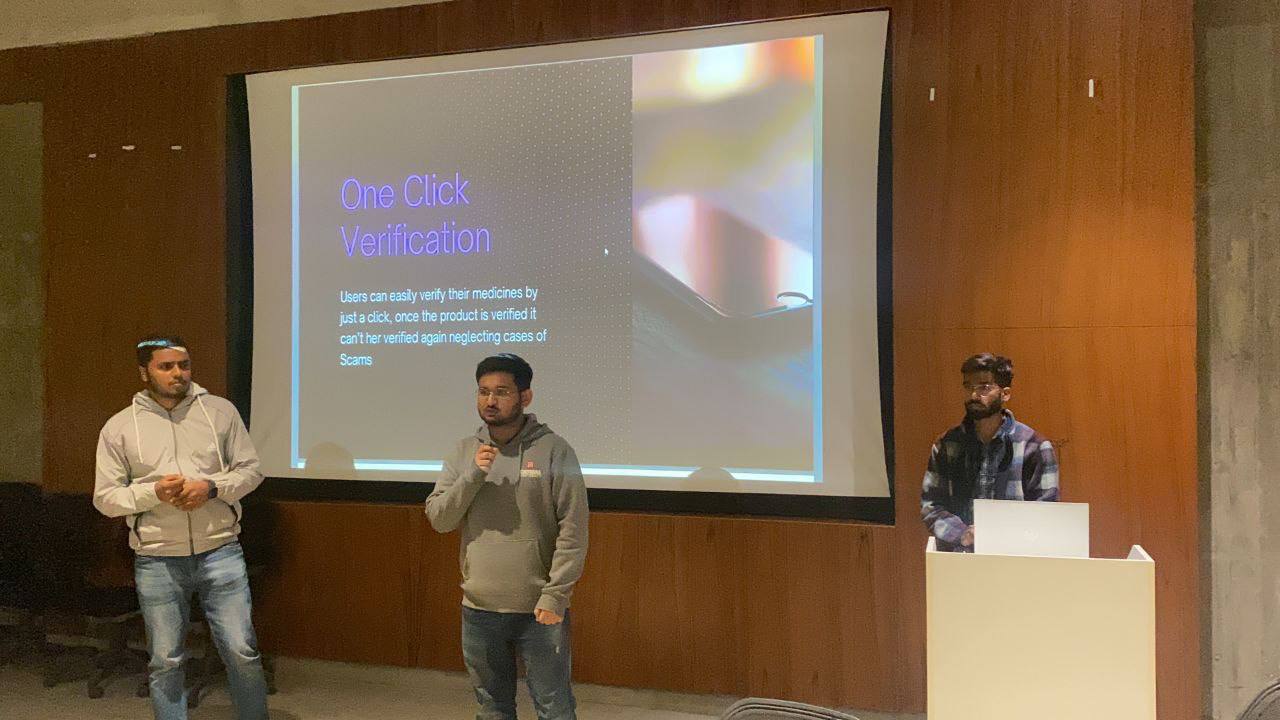 One Click
Verification
Users can easily verify their medicines by
just a click, once the product is verified it
can't her verified again neglecting cases of
Scams